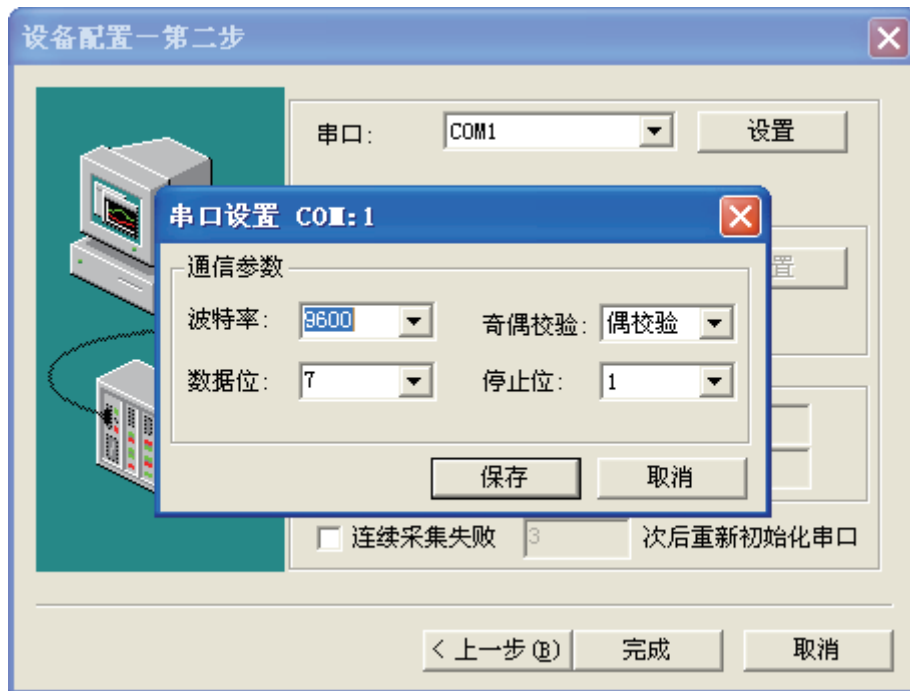 设备配置－第二步
串口: COM1 设置
串口设置 COM:1
置
通信参数
波特率: 9600 奇偶校验: 偶校验
数据位: 7 停止位: 1
保存 取消
连续采集失败 3 次后重新初始化串口
< 上一步(B) 完成 取消